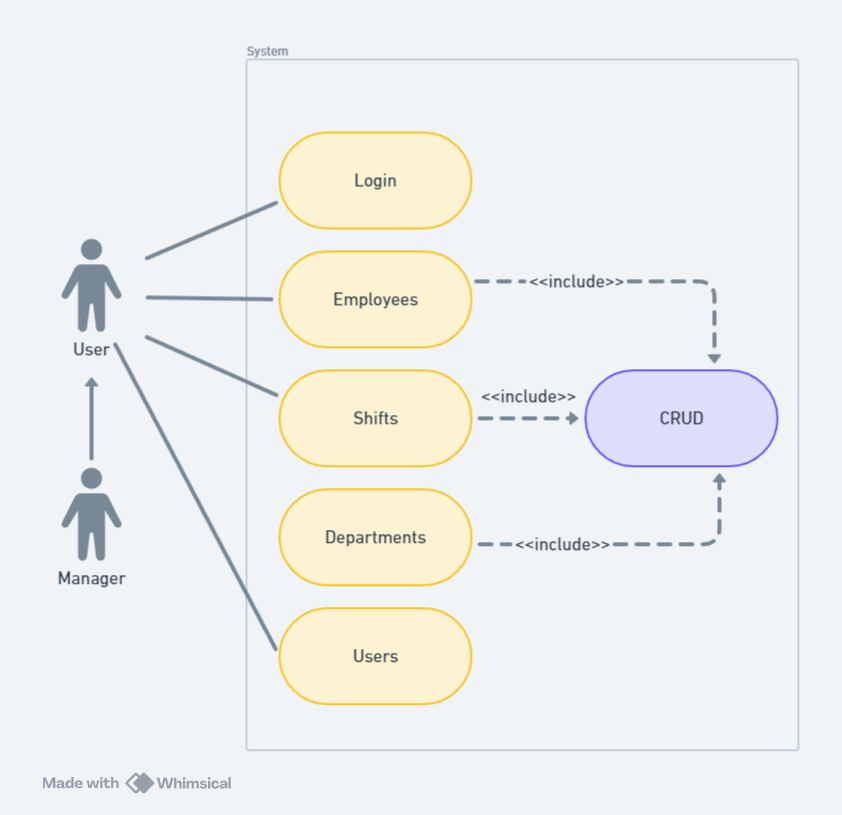 System
Login
Employees
<<include>>
User
Shifts
<<include>>
CRUD
Manager
Departments
<<include>>
Users
Made with Whimsical